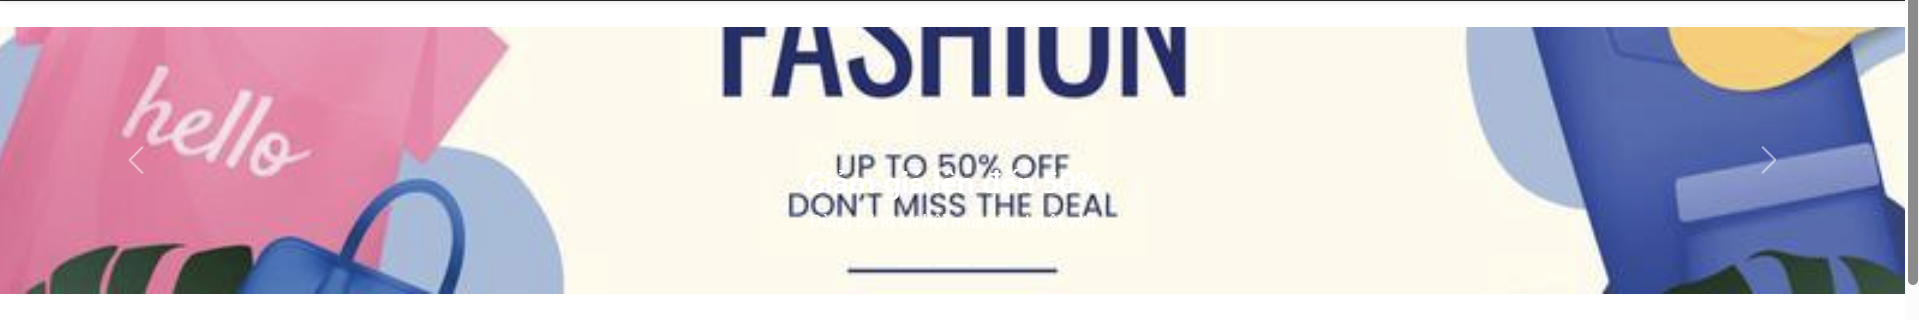 FASHION
hello
UP TO 50% OFF
DON'T MISS THE DEAL